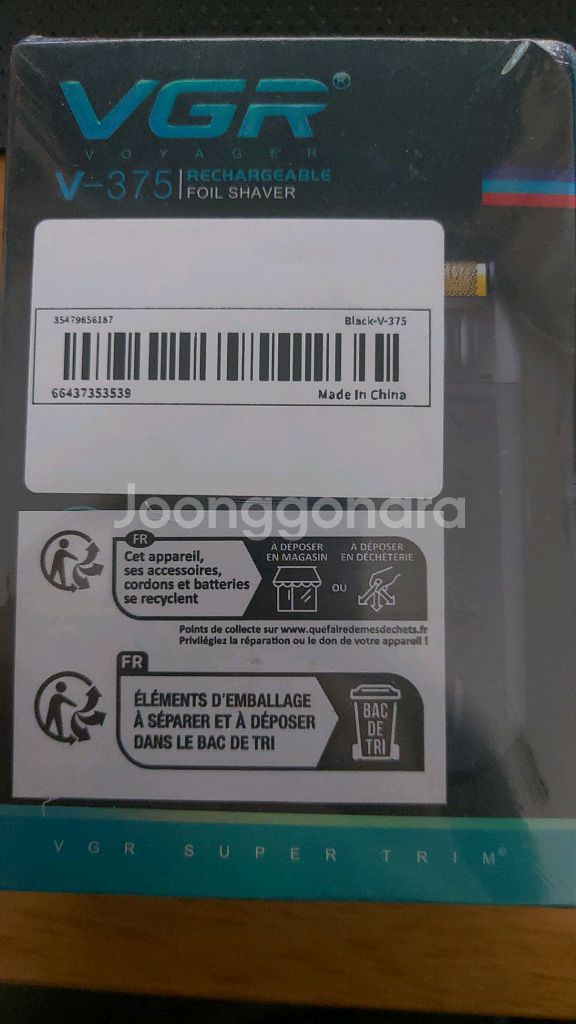 VGR®
VOYAGER
V-375 RECHARGEABLE
FOIL SHAVER
35479656187 Black-V-375
66437353539 Made In China
Joonggonara
FR
Cet appareil,
ses accessoires,
cordons et batteries
se recyclent
À DÉPOSER
EN MAGASIN
OU
À DÉPOSER
EN DÉCHÈTERIE
Points de collecte sur www.quefairedemesdechets.fr
Privilégiez la réparation ou le don de votre appareil !
FR
ÉLÉMENTS D'EMBALLAGE
À SÉPARER ET À DÉPOSER
DANS LE BAC DE TRI
BAC
DE
TRI
VGR SUPER TRIM®